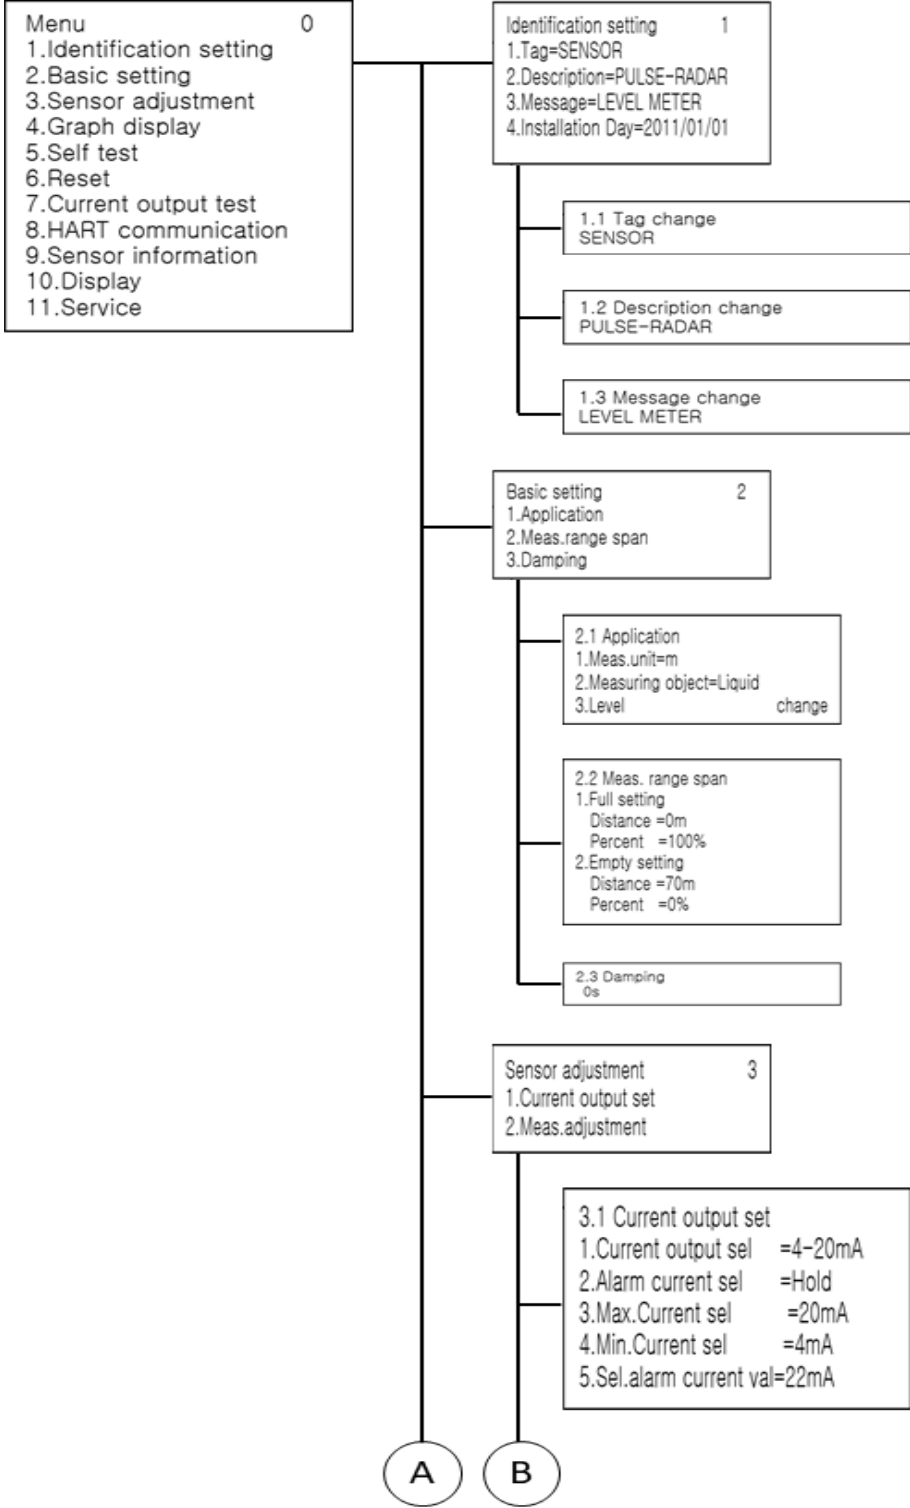 Menu 0
1.Identification setting
2.Basic setting
3.Sensor adjustment
4.Graph display
5.Self test
6.Reset
7.Current output test
8.HART communication
9.Sensor information
10.Display
11.Service
Identification setting 1
1.Tag=SENSOR
2.Description=PULSE-RADAR
3.Message=LEVEL METER
4.Installation Day=2011/01/01
1.1 Tag change
SENSOR
1.2 Description change
PULSE-RADAR
1.3 Message change
LEVEL METER
Basic setting 2
1.Application
2.Meas.range span
3.Damping
2.1 Application
1.Meas.unit=m
2.Measuring object=Liquid
3.Level change
2.2 Meas. range span
1.Full setting
Distance =0m
Percent =100%
2.Empty setting
Distance =70m
Percent =0%
2.3 Damping
0s
Sensor adjustment 3
1.Current output set
2.Meas.adjustment
3.1 Current output set
1.Current output sel =4-20mA
2.Alarm current sel =Hold
3.Max.Current sel =20mA
4.Min.Current sel =4mA
5.Sel.alarm current val=22mA
A B